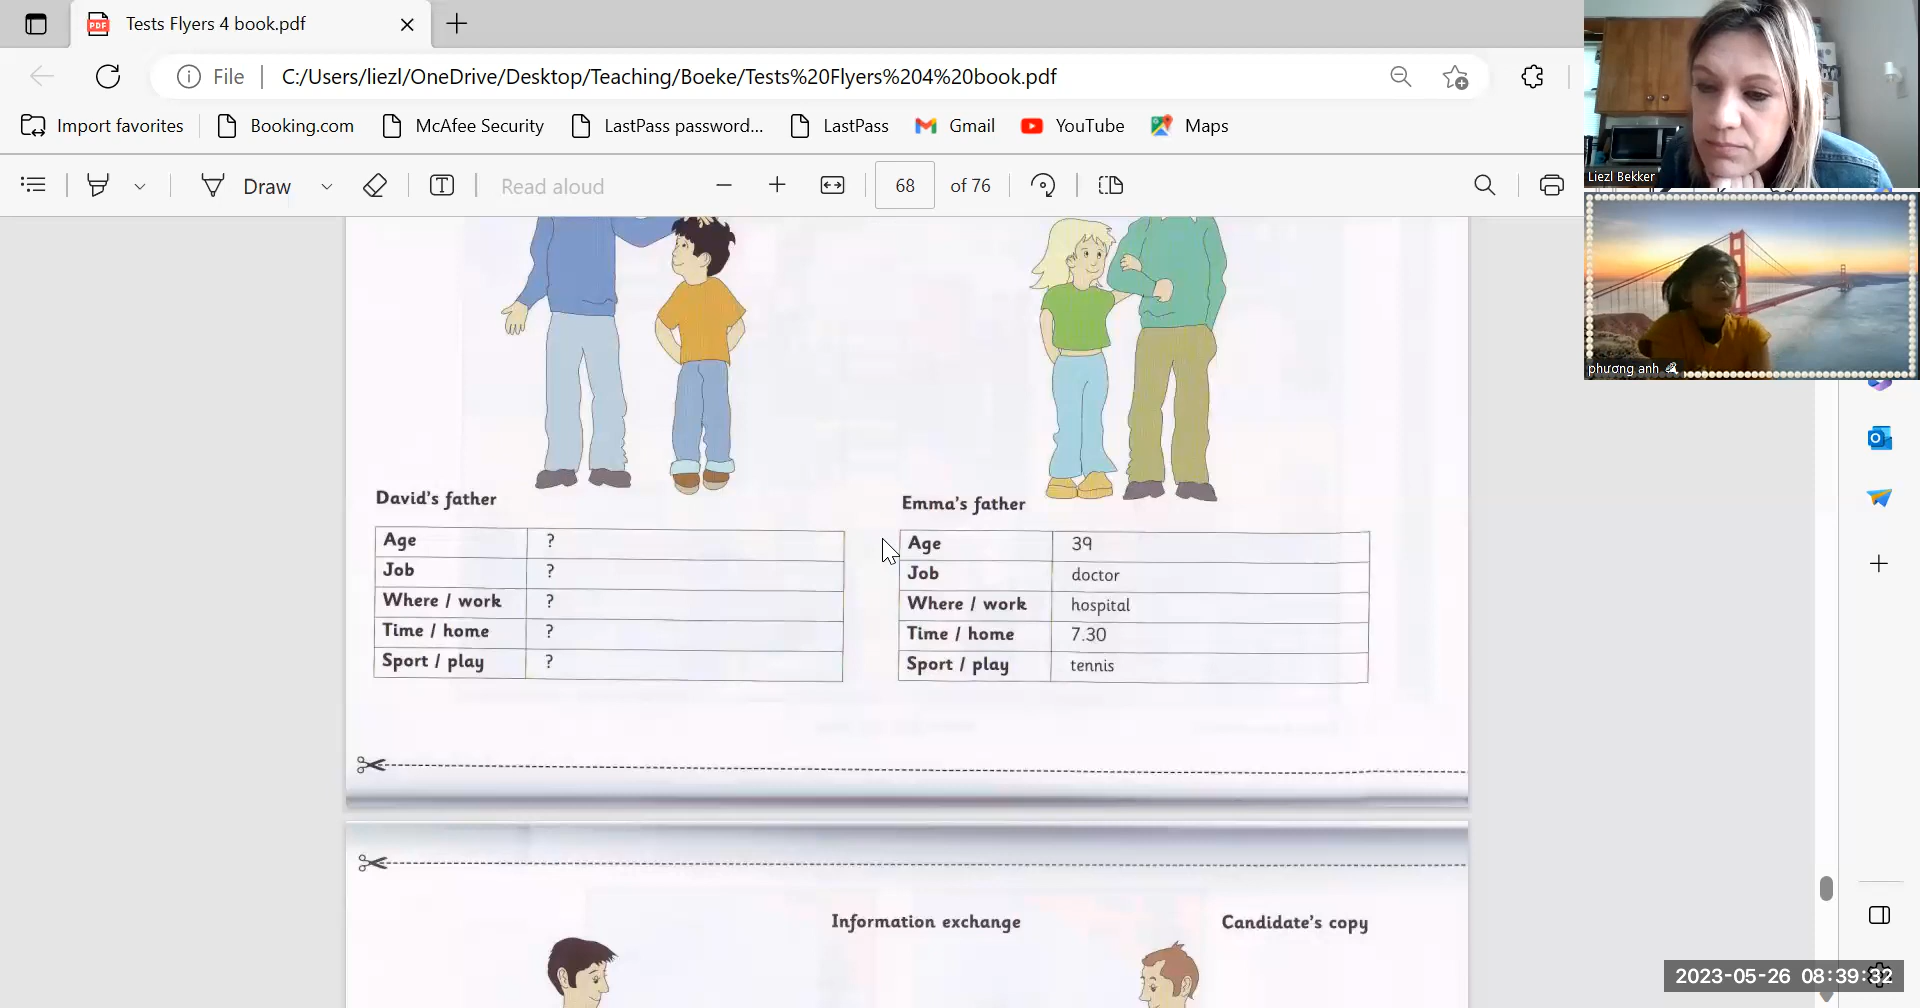 Tests Flyers 4 book.pdf
File
C:/Users/liezl/OneDrive/Desktop/Teaching/Boeke/Tests%20Flyers%204%20book.pdf
Import favorites
Booking.com
McAfee Security
LastPass password...
LastPass
Gmail
YouTube
Maps
Draw
Read aloud
68
of 76
Liezl Bekker
phương anh
David's father
Age ?
Job ?
Where / work ?
Time / home ?
Sport / play ?
Emma's father
Age 39
Job doctor
Where / work hospital
Time / home 7.30
Sport / play tennis
Information exchange
Candidate's copy
2023-05-26 08:39:32